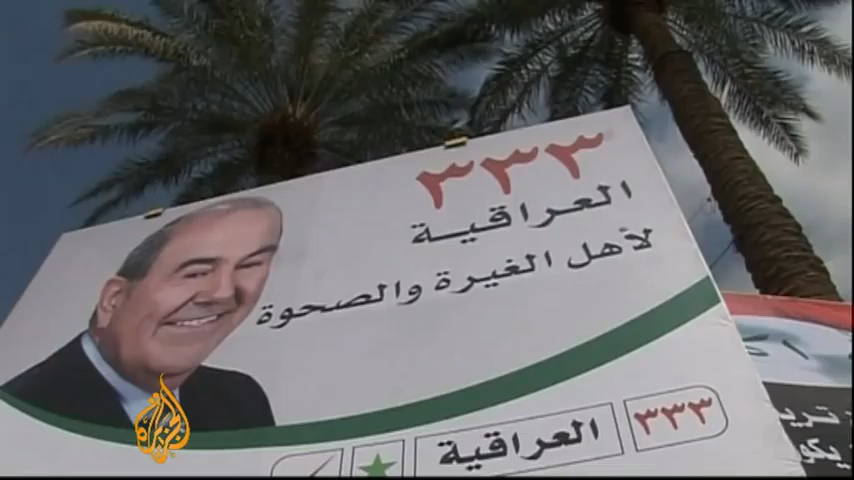 ٣٣٣
العراقية
لأهل الغيرة والصحوة
العراقية ٣٣٣